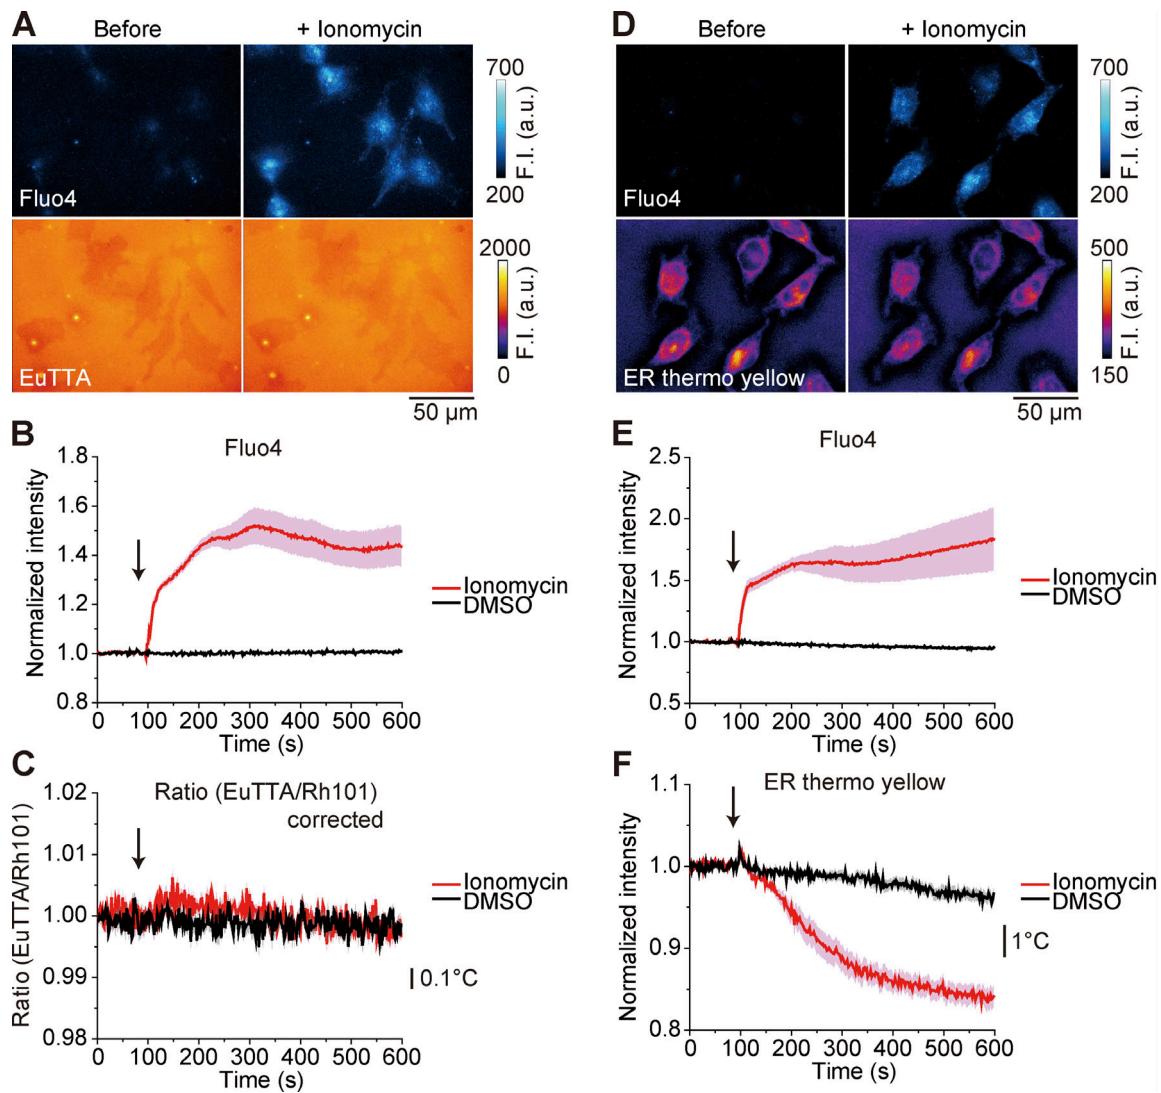 A
Before
+ Ionomycin
Fluo4
700
F.I. (a.u.)
200
EuTTA
2000
F.I. (a.u.)
0
50 µm
B
Fluo4
Normalized intensity
1.8
1.6
1.4
1.2
1.0
0.8
0 100 200 300 400 500 600
Time (s)
Ionomycin
DMSO
C
Ratio (EuTTA/Rh101)
corrected
Ratio (EuTTA/Rh101)
1.02
1.01
1.00
0.99
0.98
0 100 200 300 400 500 600
Time (s)
Ionomycin
DMSO
0.1°C
D
Before
+ Ionomycin
Fluo4
700
F.I. (a.u.)
200
ER thermo yellow
500
F.I. (a.u.)
150
50 µm
E
Fluo4
Normalized intensity
2.5
2.0
1.5
1.0
0.5
0 100 200 300 400 500 600
Time (s)
Ionomycin
DMSO
F
ER thermo yellow
Normalized intensity
1.1
1.0
0.9
0.8
0 100 200 300 400 500 600
Time (s)
Ionomycin
DMSO
1°C